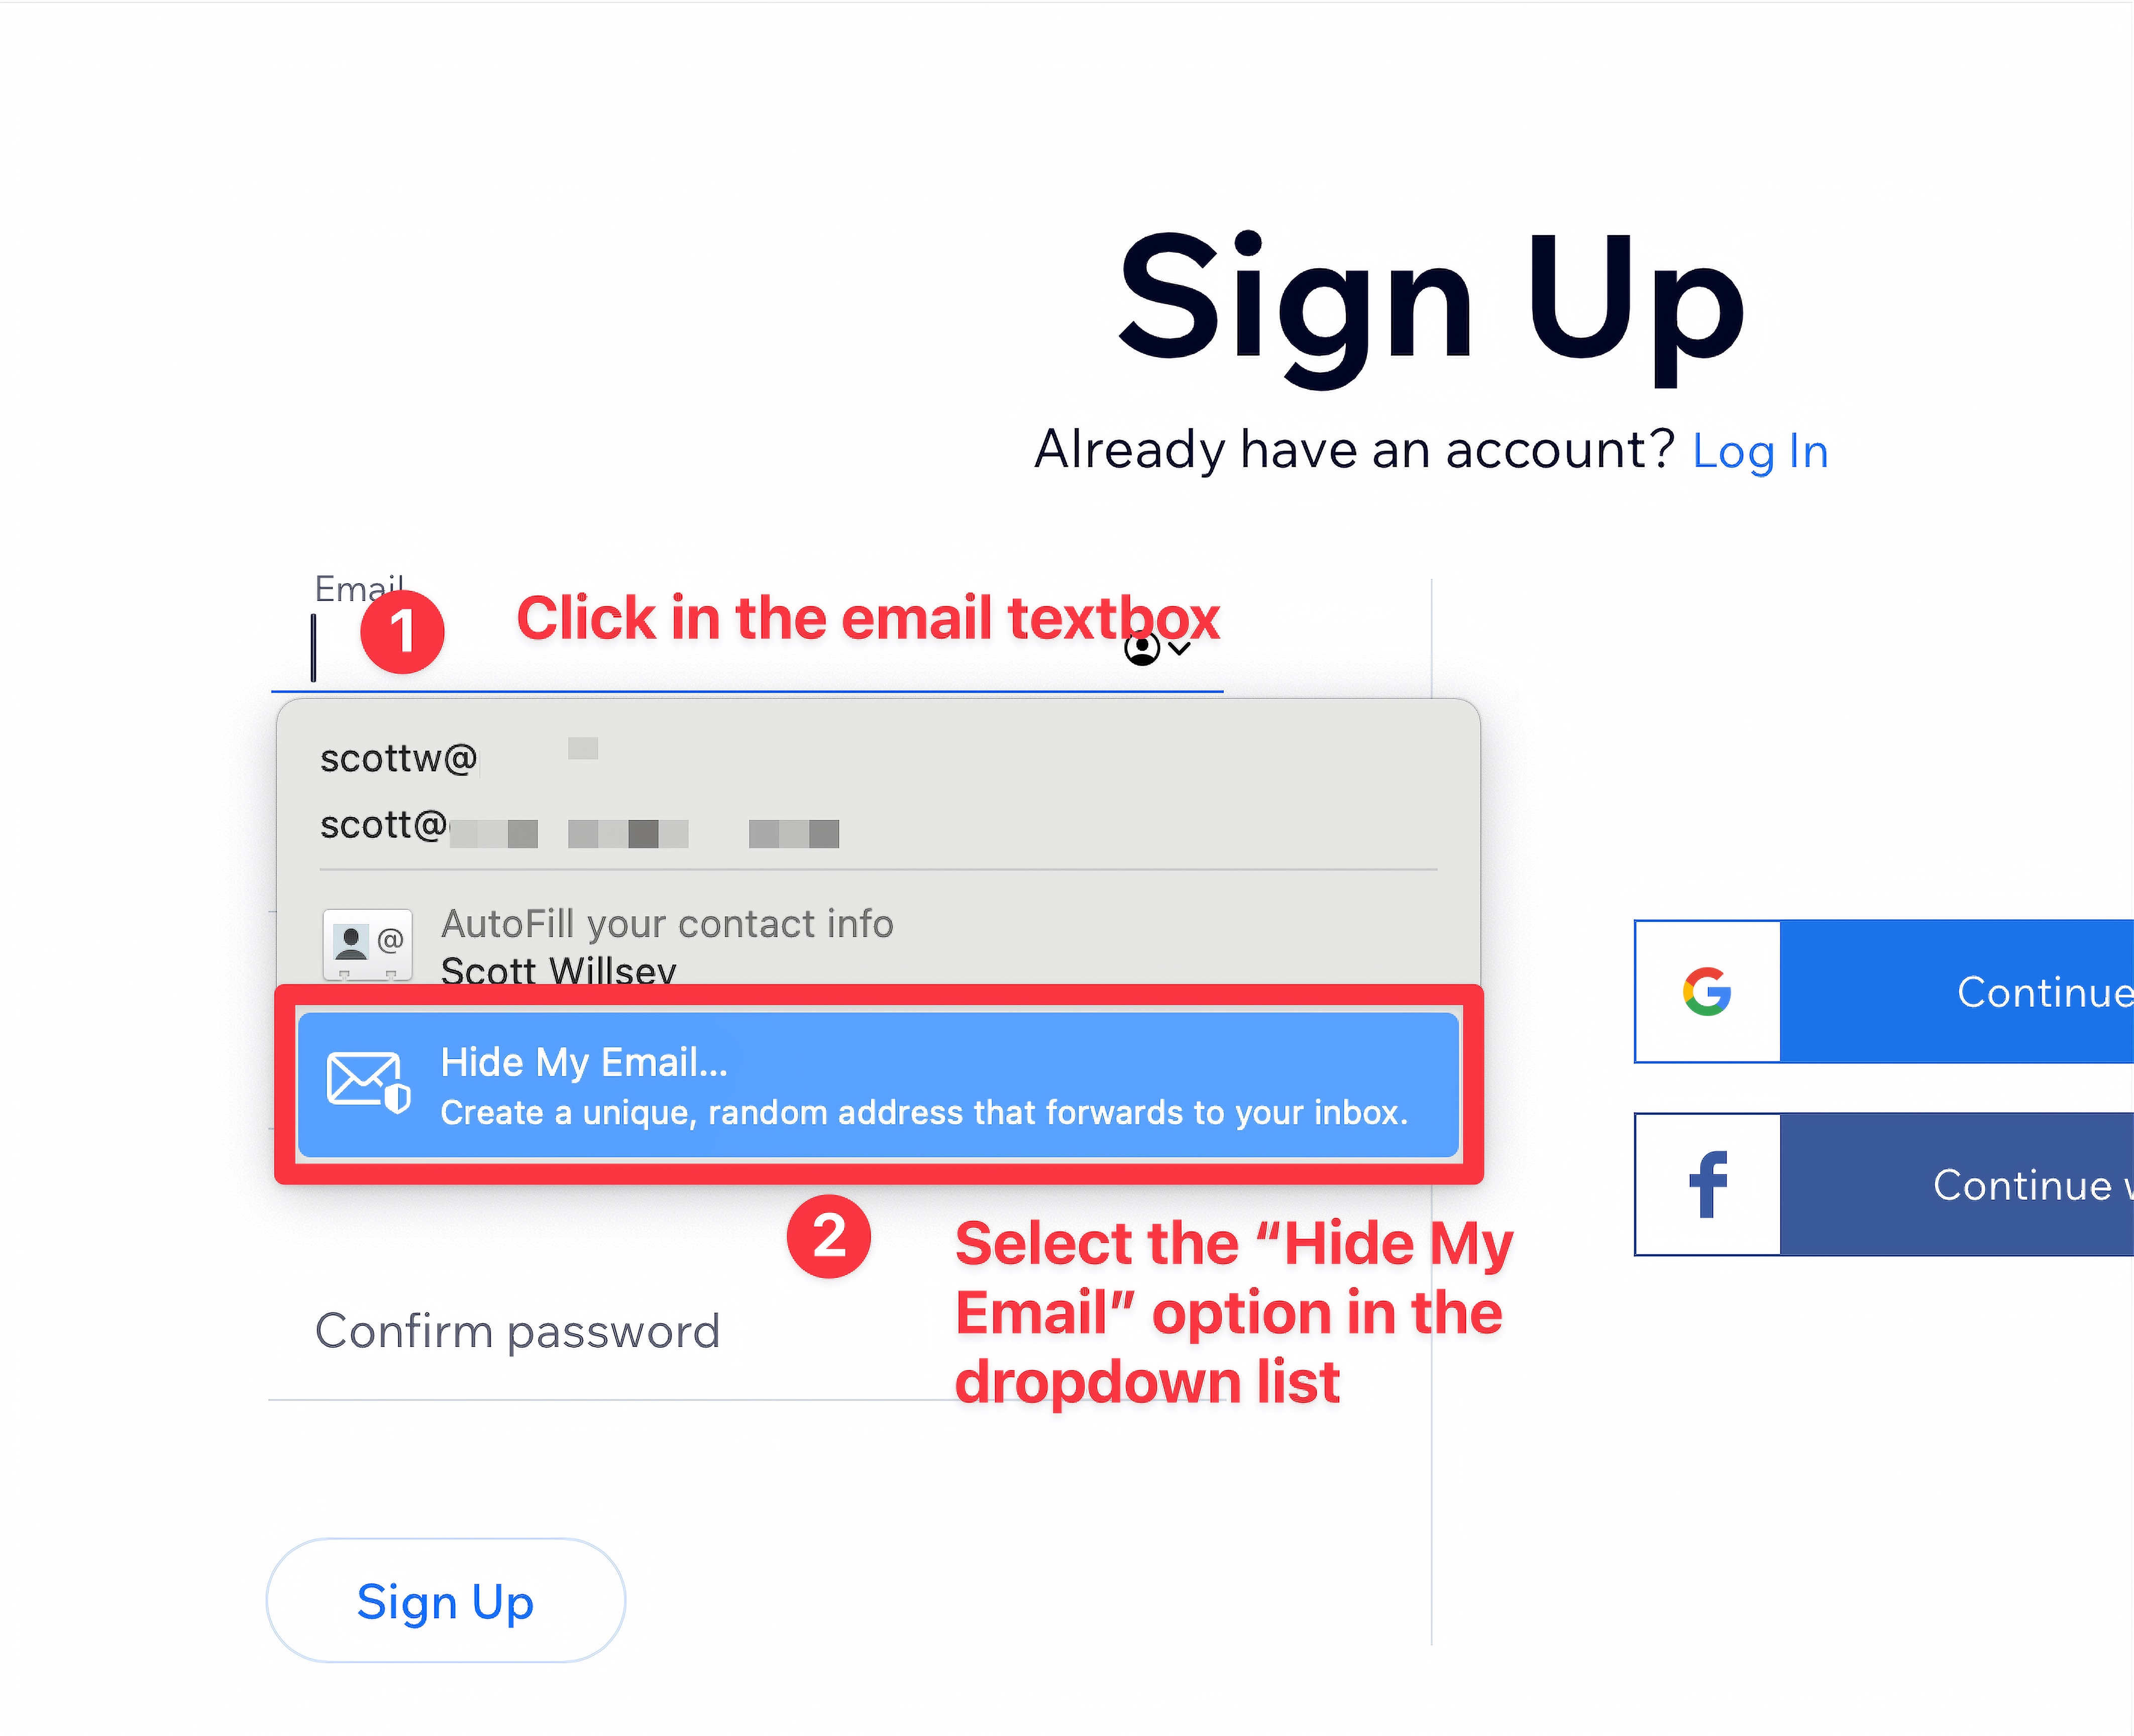 Sign Up
Already have an account? Log In
Email
1
Click in the email textbox
scottw@
scott@
@
AutoFill your contact info
Scott Willsey
Hide My Email...
Create a unique, random address that forwards to your inbox.
2
Select the “Hide My
Email” option in the
dropdown list
Confirm password
Sign Up
G
Continue
f
Continue